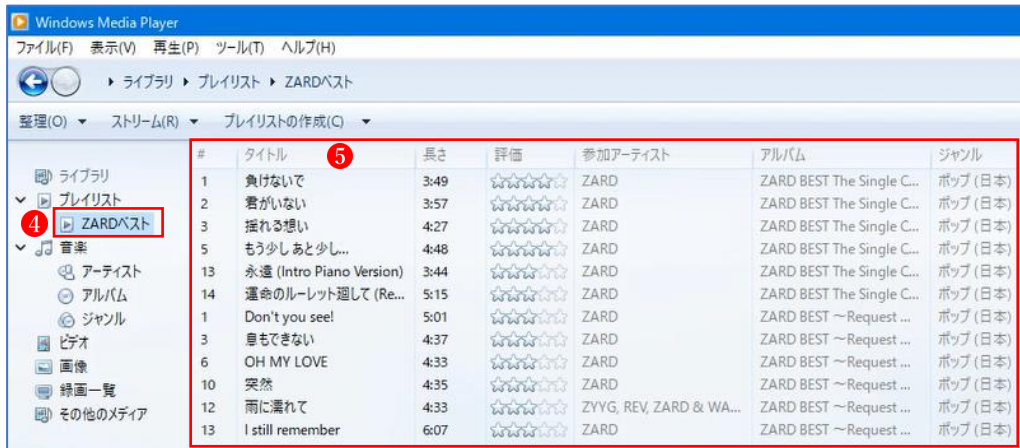 Windows Media Player
ファイル(F) 表示(V) 再生(P) ツール(T) ヘルプ(H)
ライブラリ プレイリスト ZARDベスト
整理(O) ストリーム(R) プレイリストの作成(C)
ライブラリ
プレイリスト
4 ZARDベスト
音楽
アーティスト
アルバム
ジャンル
ビデオ
画像
録画一覧
その他のメディア
# タイトル 5 長さ 評価 参加アーティスト アルバム ジャンル
1 負けないで 3:49 ZARD ZARD BEST The Single C... ポップ (日本)
2 君がいない 3:57 ZARD ZARD BEST The Single C... ポップ (日本)
3 揺れる想い 4:27 ZARD ZARD BEST The Single C... ポップ (日本)
5 もう少し あと少し... 4:48 ZARD ZARD BEST The Single C... ポップ (日本)
13 永遠 (Intro Piano Version) 3:44 ZARD ZARD BEST The Single C... ポップ (日本)
14 運命のルーレット廻して (Re... 5:15 ZARD ZARD BEST The Single C... ポップ (日本)
1 Don't you see! 5:01 ZARD ZARD BEST ～Request ... ポップ (日本)
3 息もできない 4:37 ZARD ZARD BEST ～Request ... ポップ (日本)
6 OH MY LOVE 4:33 ZARD ZARD BEST ～Request ... ポップ (日本)
10 突然 4:35 ZARD ZARD BEST ～Request ... ポップ (日本)
12 雨に濡れて 4:33 ZYYG, REV, ZARD & WA... ZARD BEST ～Request ... ポップ (日本)
13 I still remember 6:07 ZARD ZARD BEST ～Request ... ポップ (日本)